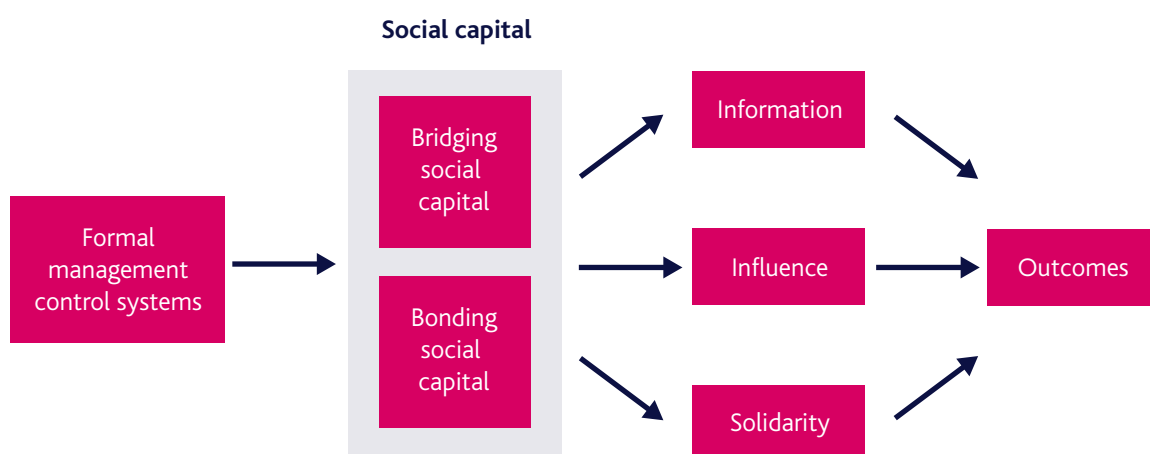 Social capital
Formal
management
control systems
Bridging
social
capital
Bonding
social
capital
Information
Influence
Solidarity
Outcomes